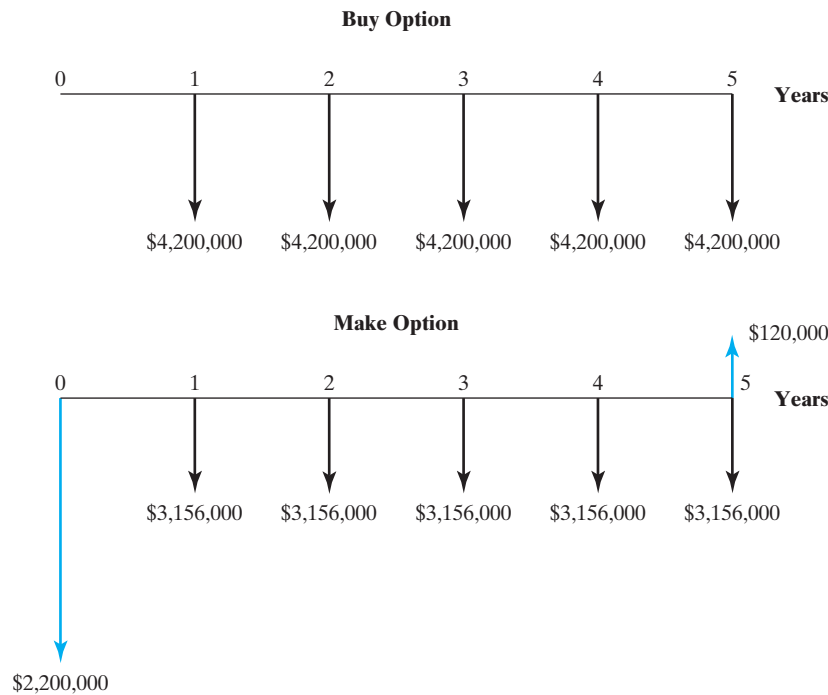 Buy Option
0 1 2 3 4 5
Years
$4,200,000 $4,200,000 $4,200,000 $4,200,000 $4,200,000
Make Option
$120,000
0 1 2 3 4 5
Years
$3,156,000 $3,156,000 $3,156,000 $3,156,000 $3,156,000
$2,200,000